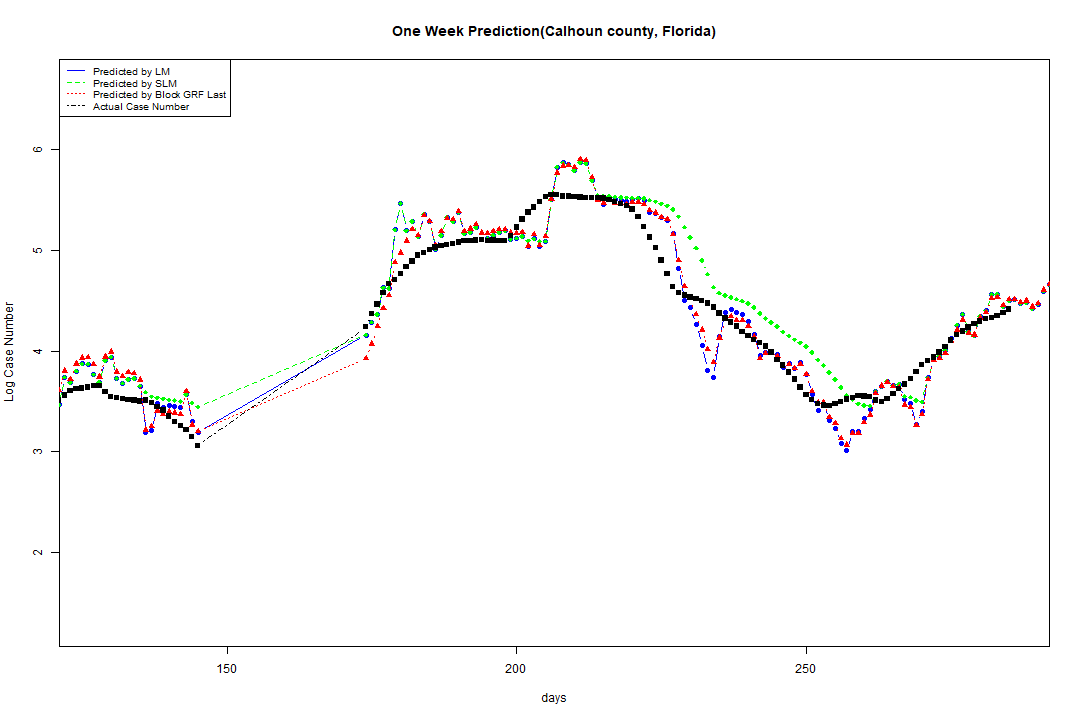 One Week Prediction(Calhoun county, Florida)
Predicted by LM
Predicted by SLM
Predicted by Block GRF Last
Actual Case Number
6
5
4
3
2
Log Case Number
150
200
250
days